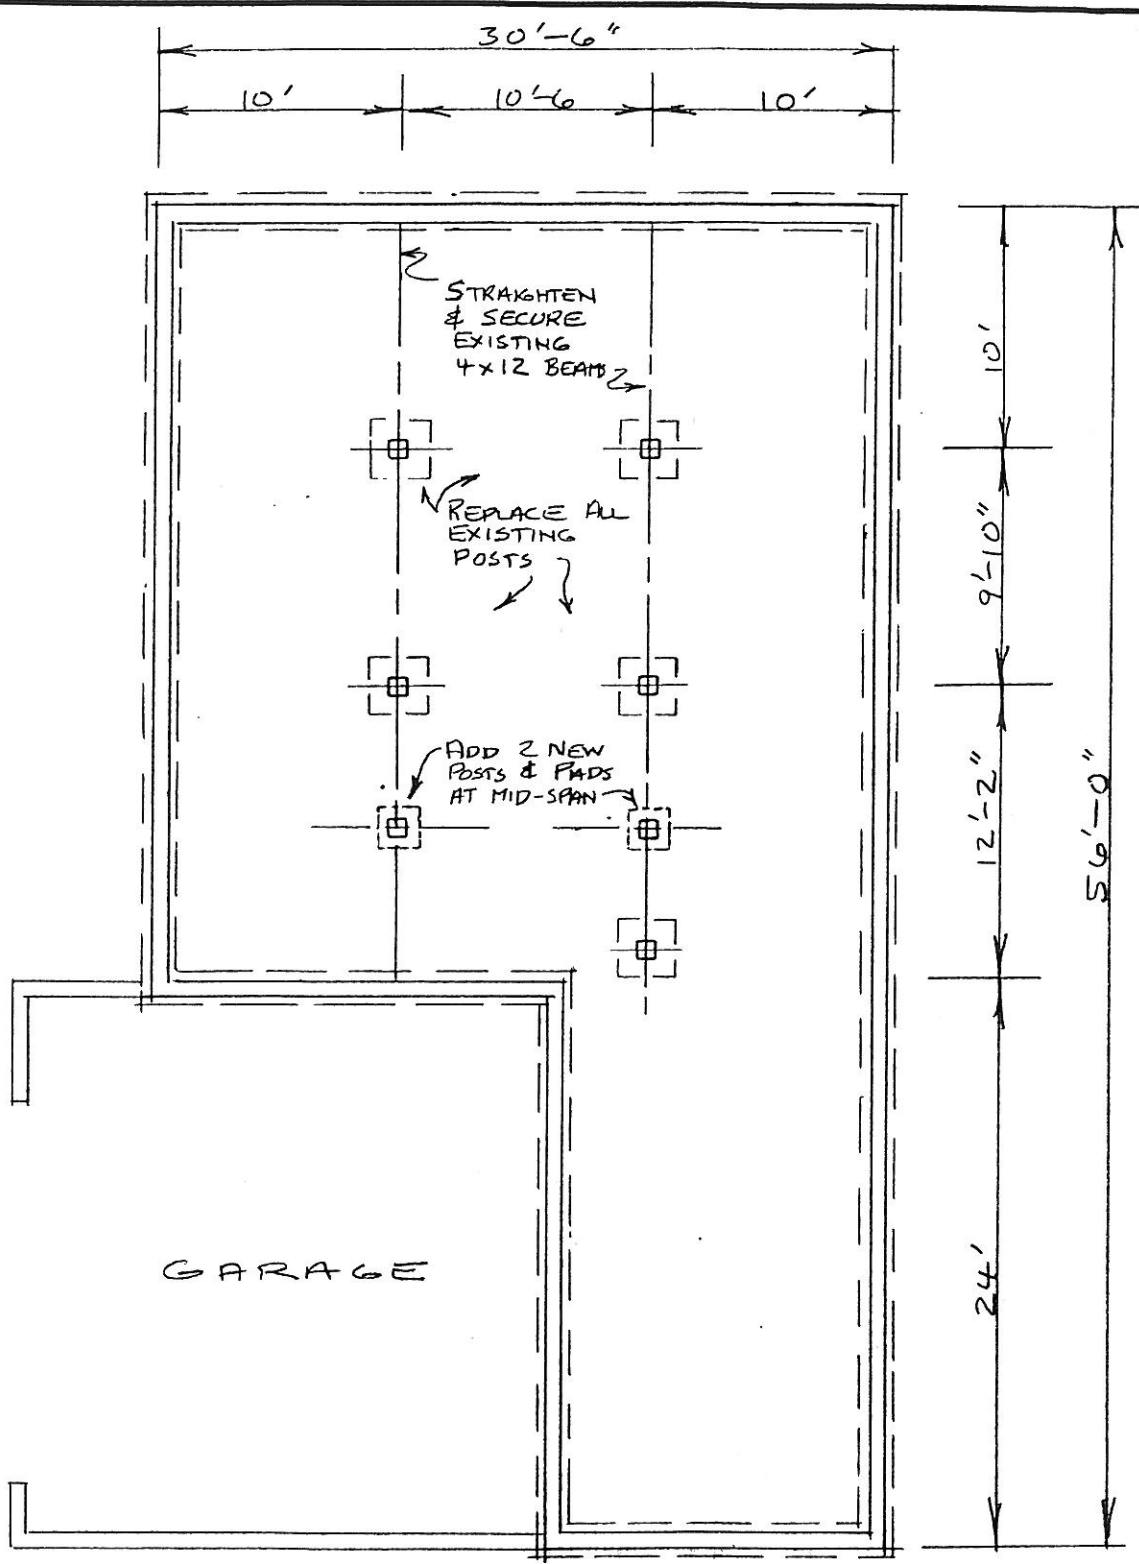 30'-6"
10'
10'-6
10'
STRAIGHTEN
& SECURE
EXISTING
4x12 BEAMS
10'
REPLACE ALL
EXISTING
POSTS
9'-10"
ADD 2 NEW
POSTS & PADS
AT MID-SPAN
12'-2"
56'-0"
GARAGE
24'